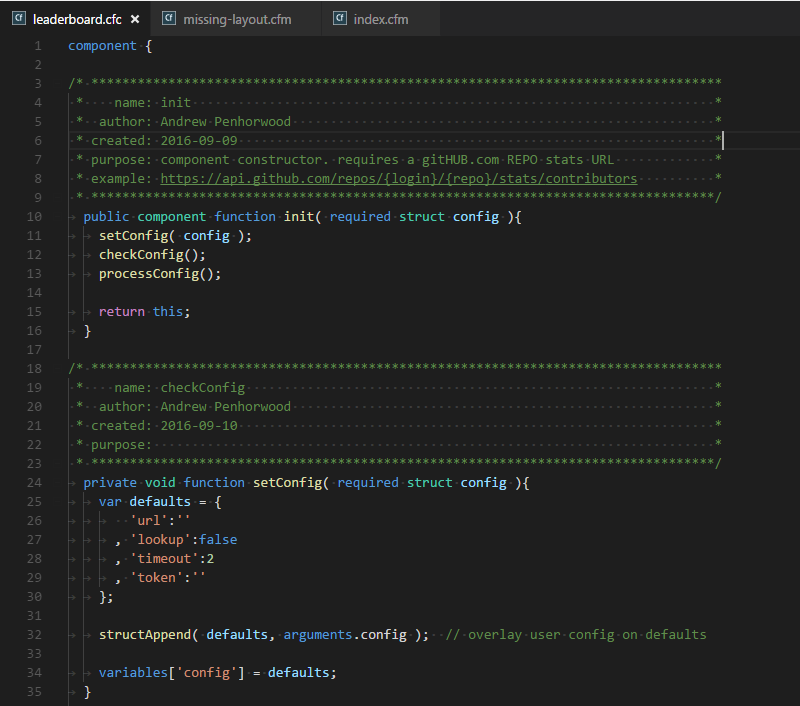 leaderboard.cfc × missing-layout.cfm index.cfm
1 component {
2
3 /* **********************************************************************************
4  *    name: init                                                                     *
5  *  author: Andrew Penhorwood                                                        *
6  * created: 2016-09-09                                                               *
7  * purpose: component constructor. requires a gitHUB.com REPO stats URL              *
8  * example: https://api.github.com/repos/{login}/{repo}/stats/contributors           *
9  * *********************************************************************************/
10   public component function init( required struct config ){
11     setConfig( config );
12     checkConfig();
13     processConfig();
14
15     return this;
16   }
17
18 /* **********************************************************************************
19  *    name: checkConfig                                                              *
20  *  author: Andrew Penhorwood                                                        *
21  * created: 2016-09-10                                                               *
22  * purpose:                                                                          *
23  * *********************************************************************************/
24   private void function setConfig( required struct config ){
25     var defaults = {
26         'url':''
27       , 'lookup':false
28       , 'timeout':2
29       , 'token':''
30     };
31
32     structAppend( defaults, arguments.config );  // overlay user config on defaults
33
34     variables['config'] = defaults;
35   }